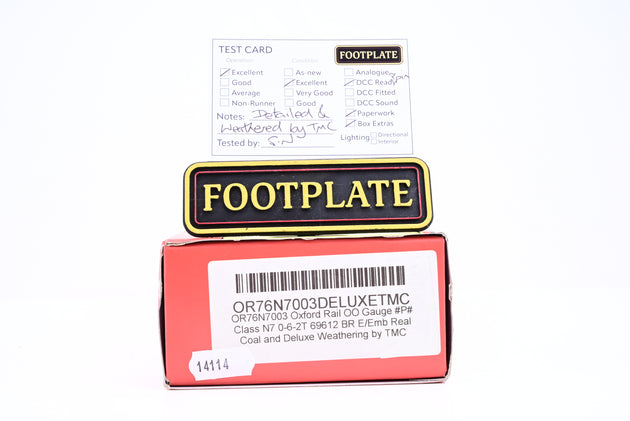 TEST CARD
FOOTPLATE
Operation Condition
Excellent As-new Analogue
Good Excellent DCC Ready 8pin
Average Very Good DCC Fitted
Non-Runner Good DCC Sound
Notes: Detailed & Paperwork
Weathered by TMC Box Extras
Tested by: Lighting Directional
Interior
FOOTPLATE
OR76N7003DELUXETMC
OR76N7003 Oxford Rail OO Gauge #P#
Class N7 0-6-2T 69612 BR E/Emb Real
Coal and Deluxe Weathering by TMC
14114